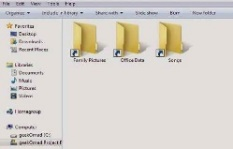 File Edit View Tools Help
Organize Include in library Share with Slide show Burn New folder
Favorites
Desktop
Downloads
Recent Places
Libraries
Documents
Music
Pictures
Videos
Homegroup
Computer
Family Pictures
Office Data
Songs